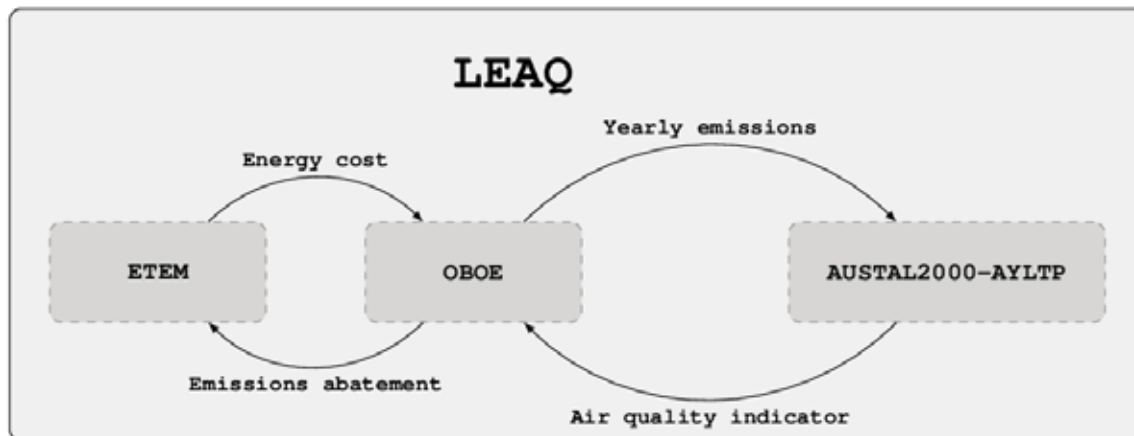 LEAQ
Yearly emissions
Energy cost
ETEM
OBOE
AUSTAL2000-AYLTP
Emissions abatement
Air quality indicator